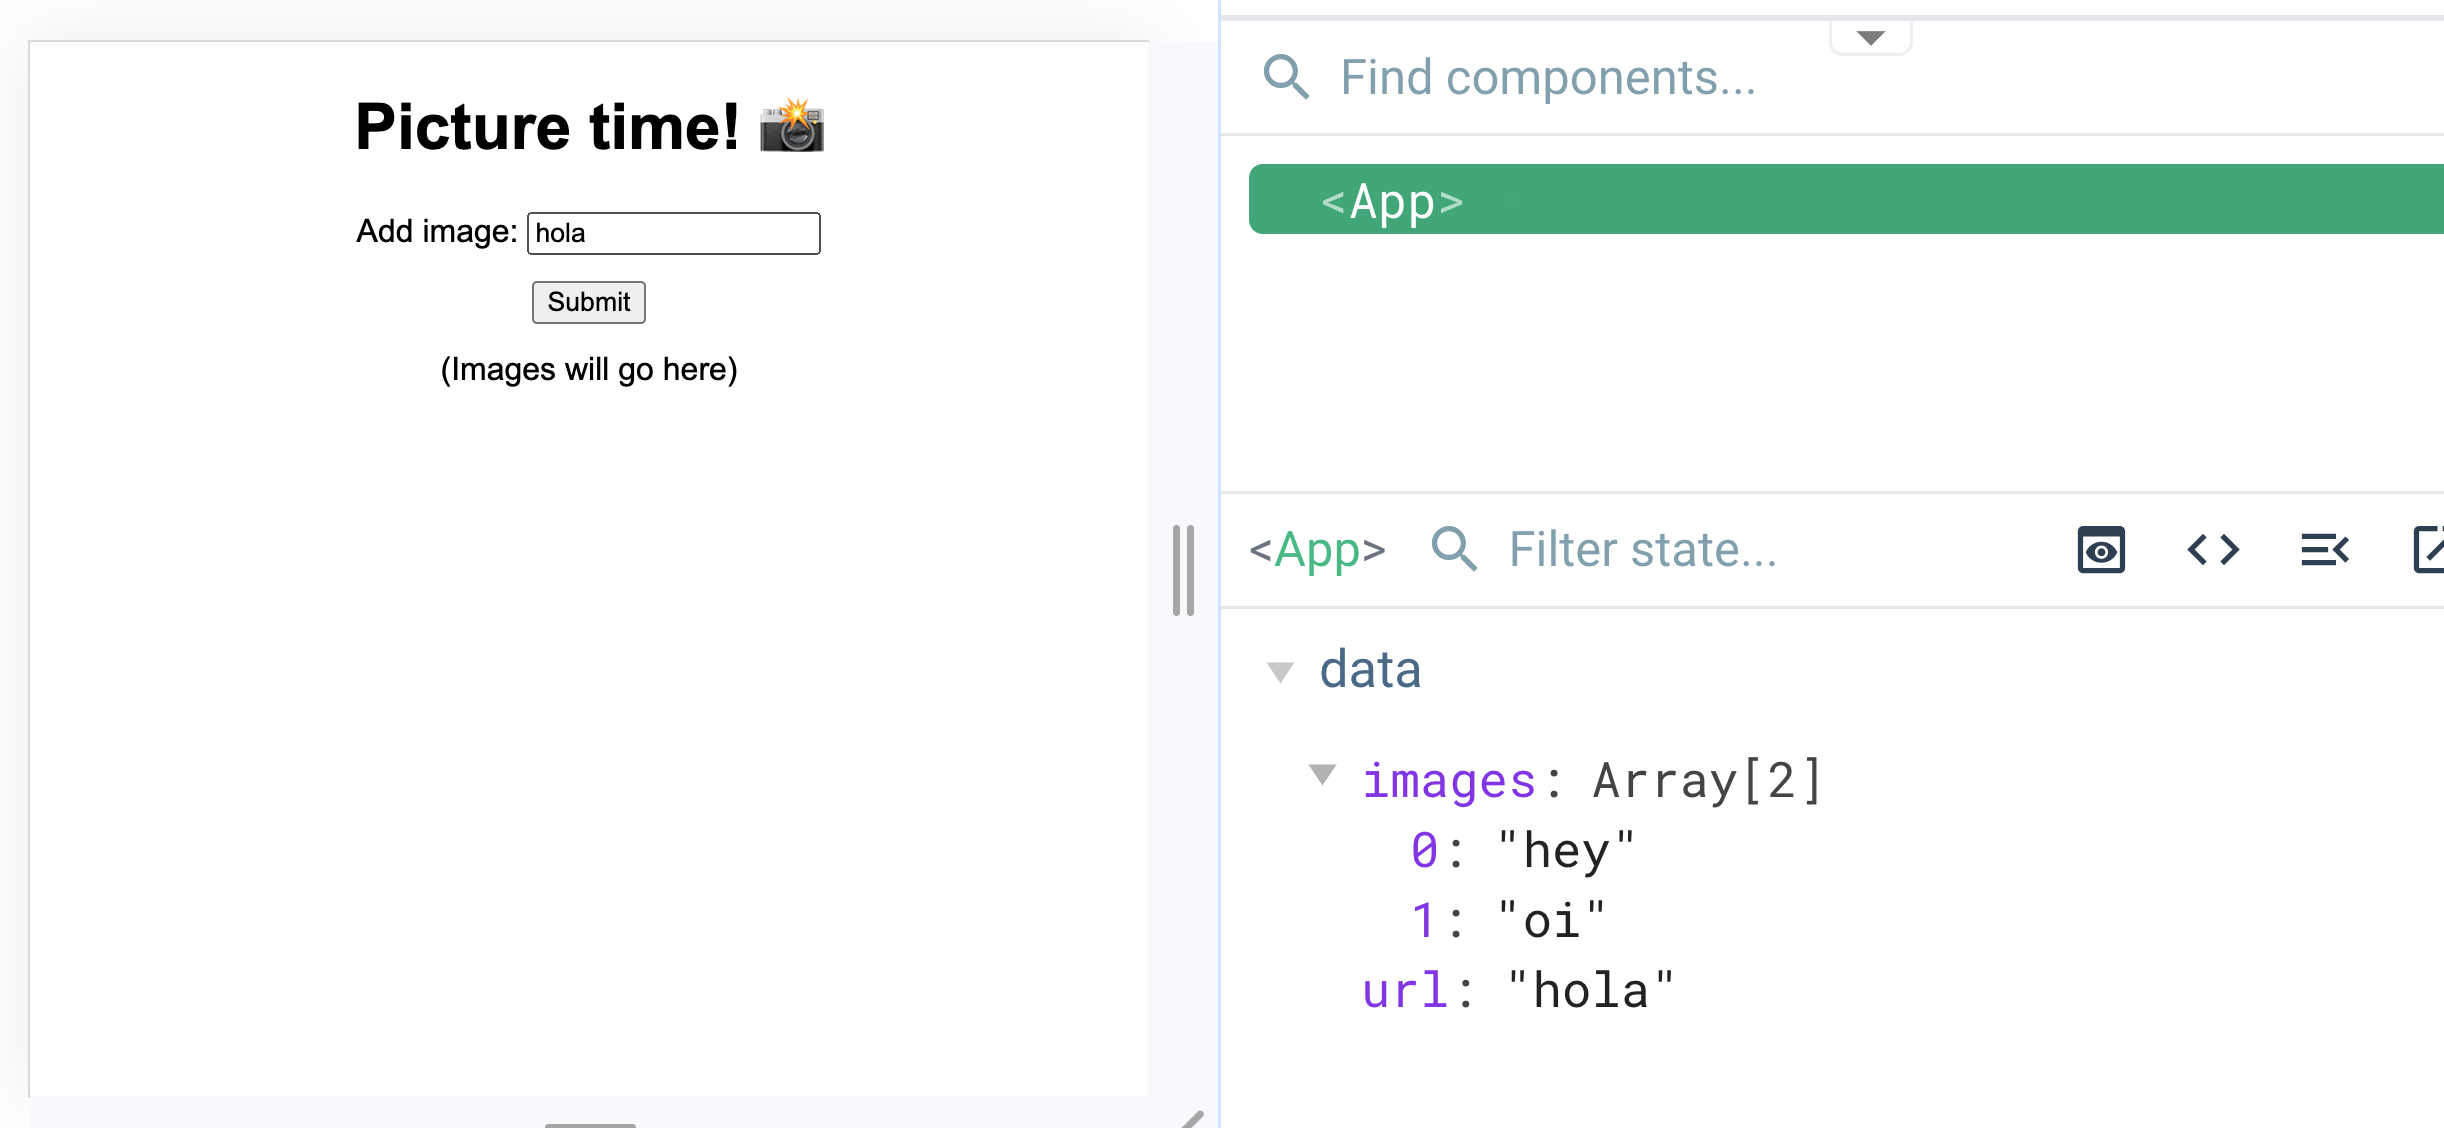 Picture time! 📸
Add image: hola
Submit
(Images will go here)
Find components...
<App>
<App> Filter state...
data
images: Array[2]
0: "hey"
1: "oi"
url: "hola"